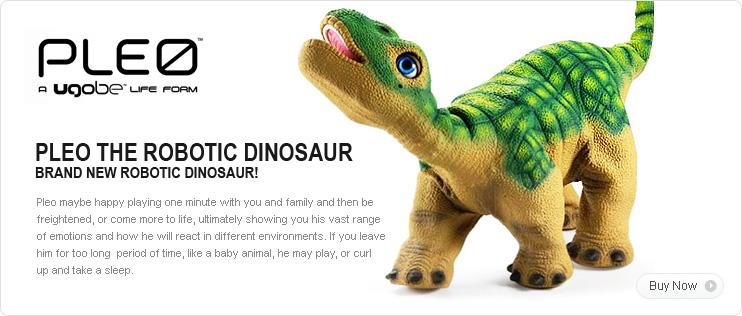 PLEO™
A ugobe™ LIFE FORM
PLEO THE ROBOTIC DINOSAUR
BRAND NEW ROBOTIC DINOSAUR!
Pleo maybe happy playing one minute with you and family and then be
freightened, or come more to life, ultimately showing you his vast range
of emotions and how he will react in different environments. If you leave
him for too long period of time, like a baby animal, he may play, or curl
up and take a sleep.
Buy Now